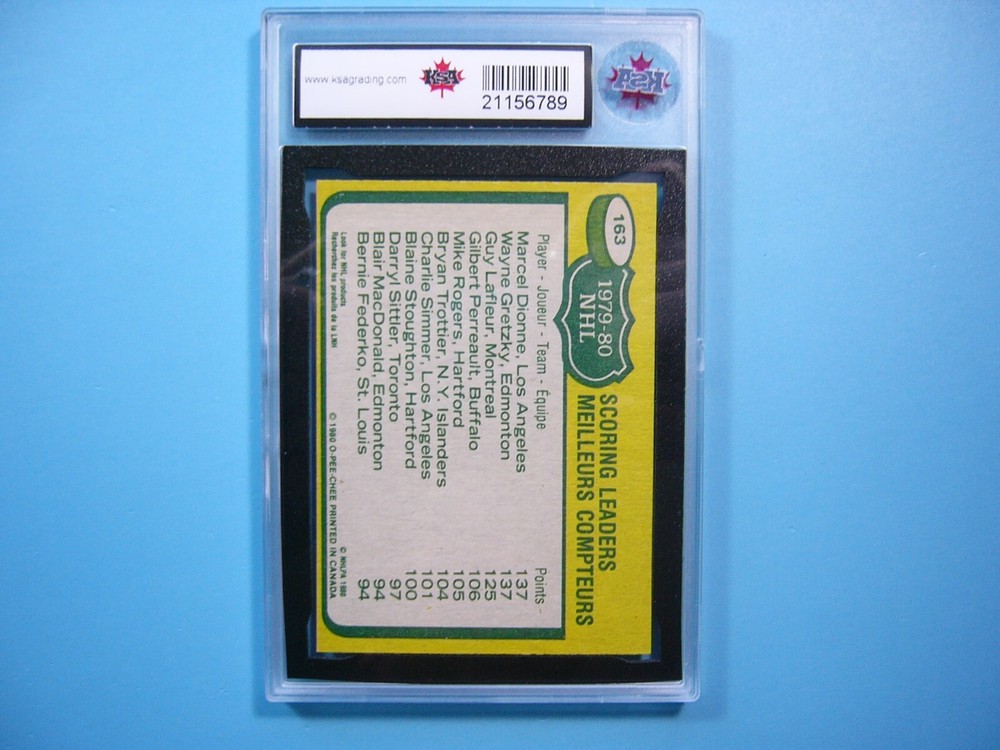 www.ksagrading.com
KSA
21156789
KSA
163
1979-80
NHL
SCORING LEADERS
MEILLEURS COMPTEURS
Player - Joueur - Team - Équipe Points
Marcel Dionne, Los Angeles 137
Wayne Gretzky, Edmonton 137
Guy Lafleur, Montreal 125
Gilbert Perreault, Buffalo 106
Mike Rogers, Hartford 105
Bryan Trottier, N.Y. Islanders 104
Charlie Simmer, Los Angeles 101
Blaine Stoughton, Hartford 100
Darryl Sittler, Toronto 97
Blair MacDonald, Edmonton 94
Bernie Federko, St. Louis 94
Look for NHL products © NHLPA 1980
Recherchez les produits de la LNH © 1980 O-PEE-CHEE PRINTED IN CANADA